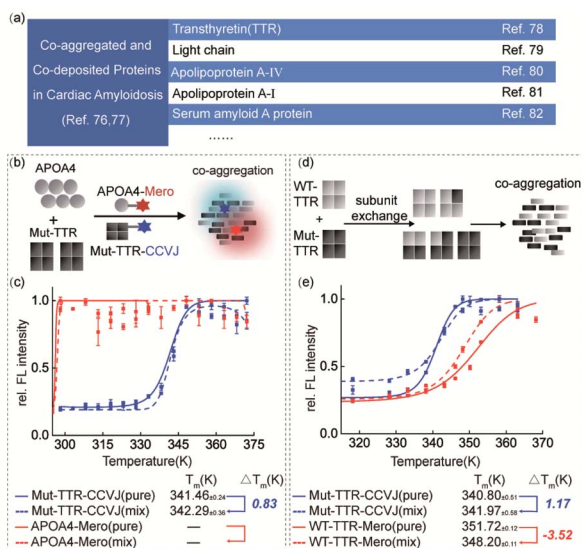 (a)
Co-aggregated and
Co-deposited Proteins
in Cardiac Amyloidosis
(Ref. 76,77)
Transthyretin(TTR) Ref. 78
Light chain Ref. 79
Apolipoprotein A-IV Ref. 80
Apolipoprotein A-I Ref. 81
Serum amyloid A protein Ref. 82
......
(b)
APOA4
+
Mut-TTR
APOA4-Mero
Mut-TTR-CCVJ
co-aggregation
(d)
WT-
TTR
+
Mut-
TTR
subunit
exchange
co-aggregation
(c)
rel. FL intensity
1.0
0.5
0.0
300 315 330 345 360 375
Temperature(K)
Tm(K) △Tm(K)
Mut-TTR-CCVJ(pure) 341.46±0.24
Mut-TTR-CCVJ(mix) 342.29±0.36
0.83
APOA4-Mero(pure) —
APOA4-Mero(mix) —
(e)
rel. FL intensity
1.0
0.5
0.0
320 330 340 350 360 370
Temperature(K)
Tm(K) △Tm(K)
Mut-TTR-CCVJ(pure) 340.80±0.51
Mut-TTR-CCVJ(mix) 341.97±0.58
1.17
WT-TTR-Mero(pure) 351.72±0.12
WT-TTR-Mero(mix) 348.20±0.11
-3.52